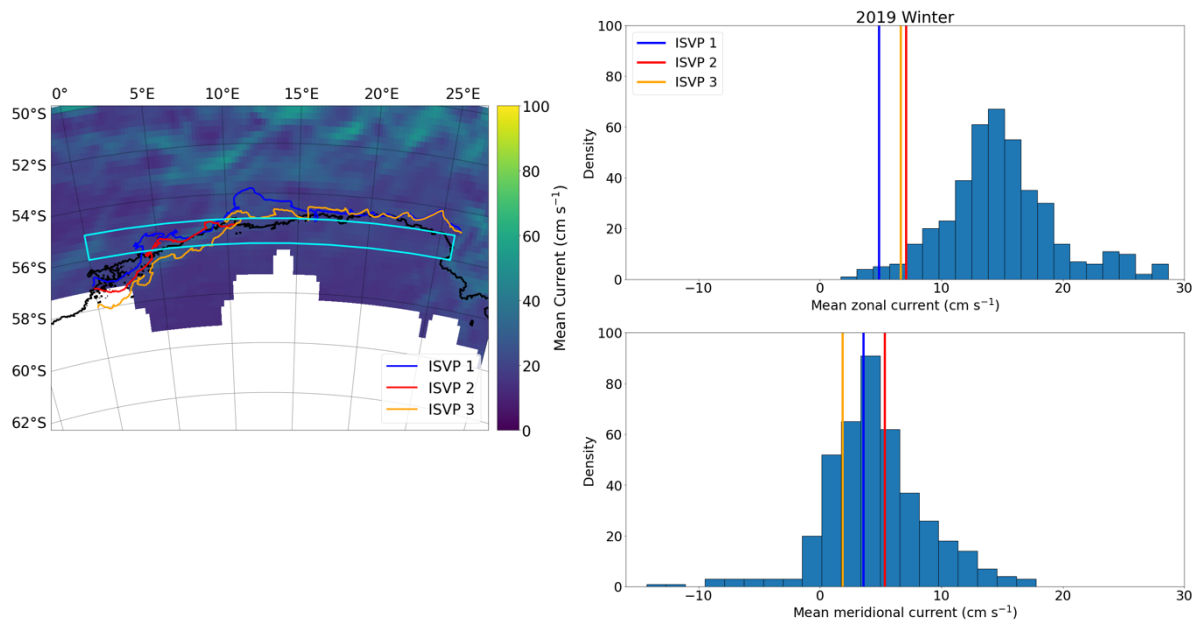 0° 5°E 10°E 15°E 20°E 25°E
50°S
52°S
54°S
56°S
58°S
60°S
62°S
ISVP 1
ISVP 2
ISVP 3
100
80
60
40
20
0
Mean Current (cm s⁻¹)
2019 Winter
ISVP 1
ISVP 2
ISVP 3
100
80
60
40
20
0
Density
−10 0 10 20 30
Mean zonal current (cm s⁻¹)
100
80
60
40
20
0
Density
−10 0 10 20 30
Mean meridional current (cm s⁻¹)